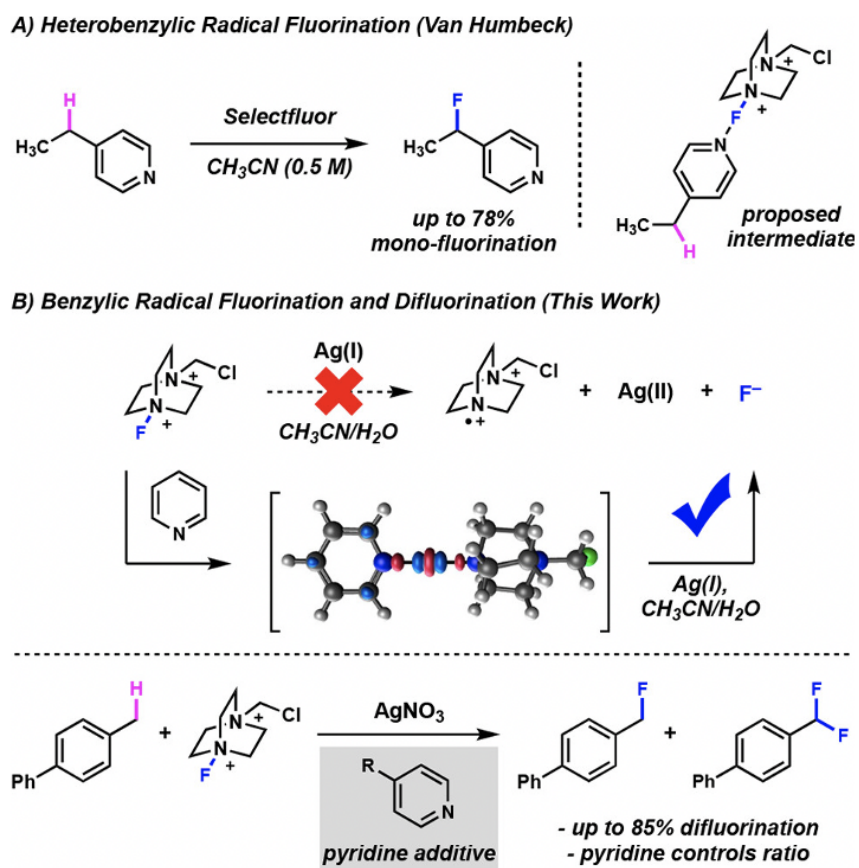 A) Heterobenzylic Radical Fluorination (Van Humbeck)
H
H₃C
N
Selectfluor
CH₃CN (0.5 M)
F
H₃C
N
up to 78%
mono-fluorination
N
+
Cl
N
+
F
N
H₃C
H
proposed
intermediate
B) Benzylic Radical Fluorination and Difluorination (This Work)
N
+
Cl
N
F
+
Ag(I)
CH₃CN/H₂O
N
+
Cl
N
•+
+ Ag(II) + F⁻
N
Ag(I),
CH₃CN/H₂O
H
Ph
+
N
+
Cl
N
F
+
AgNO₃
R
N
pyridine additive
F
Ph
+
F
F
Ph
- up to 85% difluorination
- pyridine controls ratio